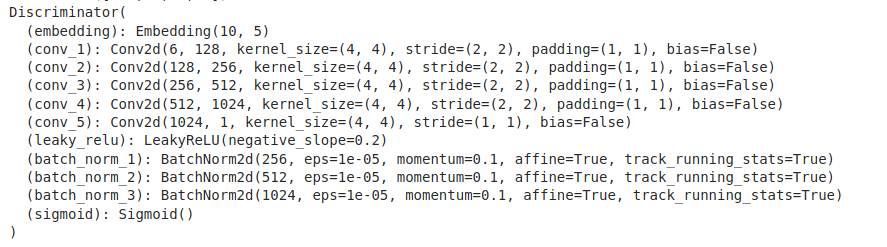 Discriminator(
  (embedding): Embedding(10, 5)
  (conv_1): Conv2d(6, 128, kernel_size=(4, 4), stride=(2, 2), padding=(1, 1), bias=False)
  (conv_2): Conv2d(128, 256, kernel_size=(4, 4), stride=(2, 2), padding=(1, 1), bias=False)
  (conv_3): Conv2d(256, 512, kernel_size=(4, 4), stride=(2, 2), padding=(1, 1), bias=False)
  (conv_4): Conv2d(512, 1024, kernel_size=(4, 4), stride=(2, 2), padding=(1, 1), bias=False)
  (conv_5): Conv2d(1024, 1, kernel_size=(4, 4), stride=(1, 1), bias=False)
  (leaky_relu): LeakyReLU(negative_slope=0.2)
  (batch_norm_1): BatchNorm2d(256, eps=1e-05, momentum=0.1, affine=True, track_running_stats=True)
  (batch_norm_2): BatchNorm2d(512, eps=1e-05, momentum=0.1, affine=True, track_running_stats=True)
  (batch_norm_3): BatchNorm2d(1024, eps=1e-05, momentum=0.1, affine=True, track_running_stats=True)
  (sigmoid): Sigmoid()
)